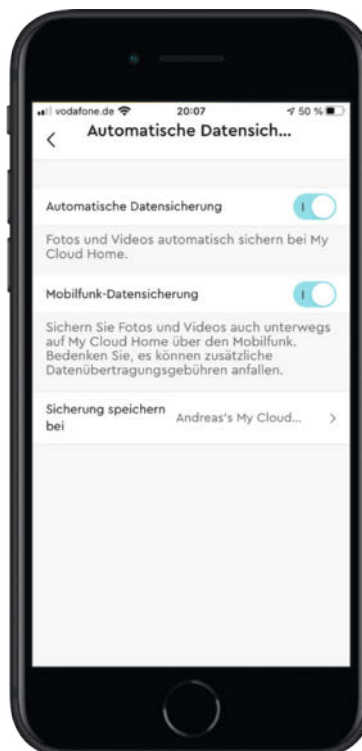 vodafone.de 20:07 50 %
Automatische Datensich...
Automatische Datensicherung
Fotos und Videos automatisch sichern bei My
Cloud Home.
Mobilfunk-Datensicherung
Sichern Sie Fotos und Videos auch unterwegs
auf My Cloud Home über den Mobilfunk.
Bedenken Sie, es können zusätzliche
Datenübertragungsgebühren anfallen.
Sicherung speichern
bei Andreas's My Cloud...